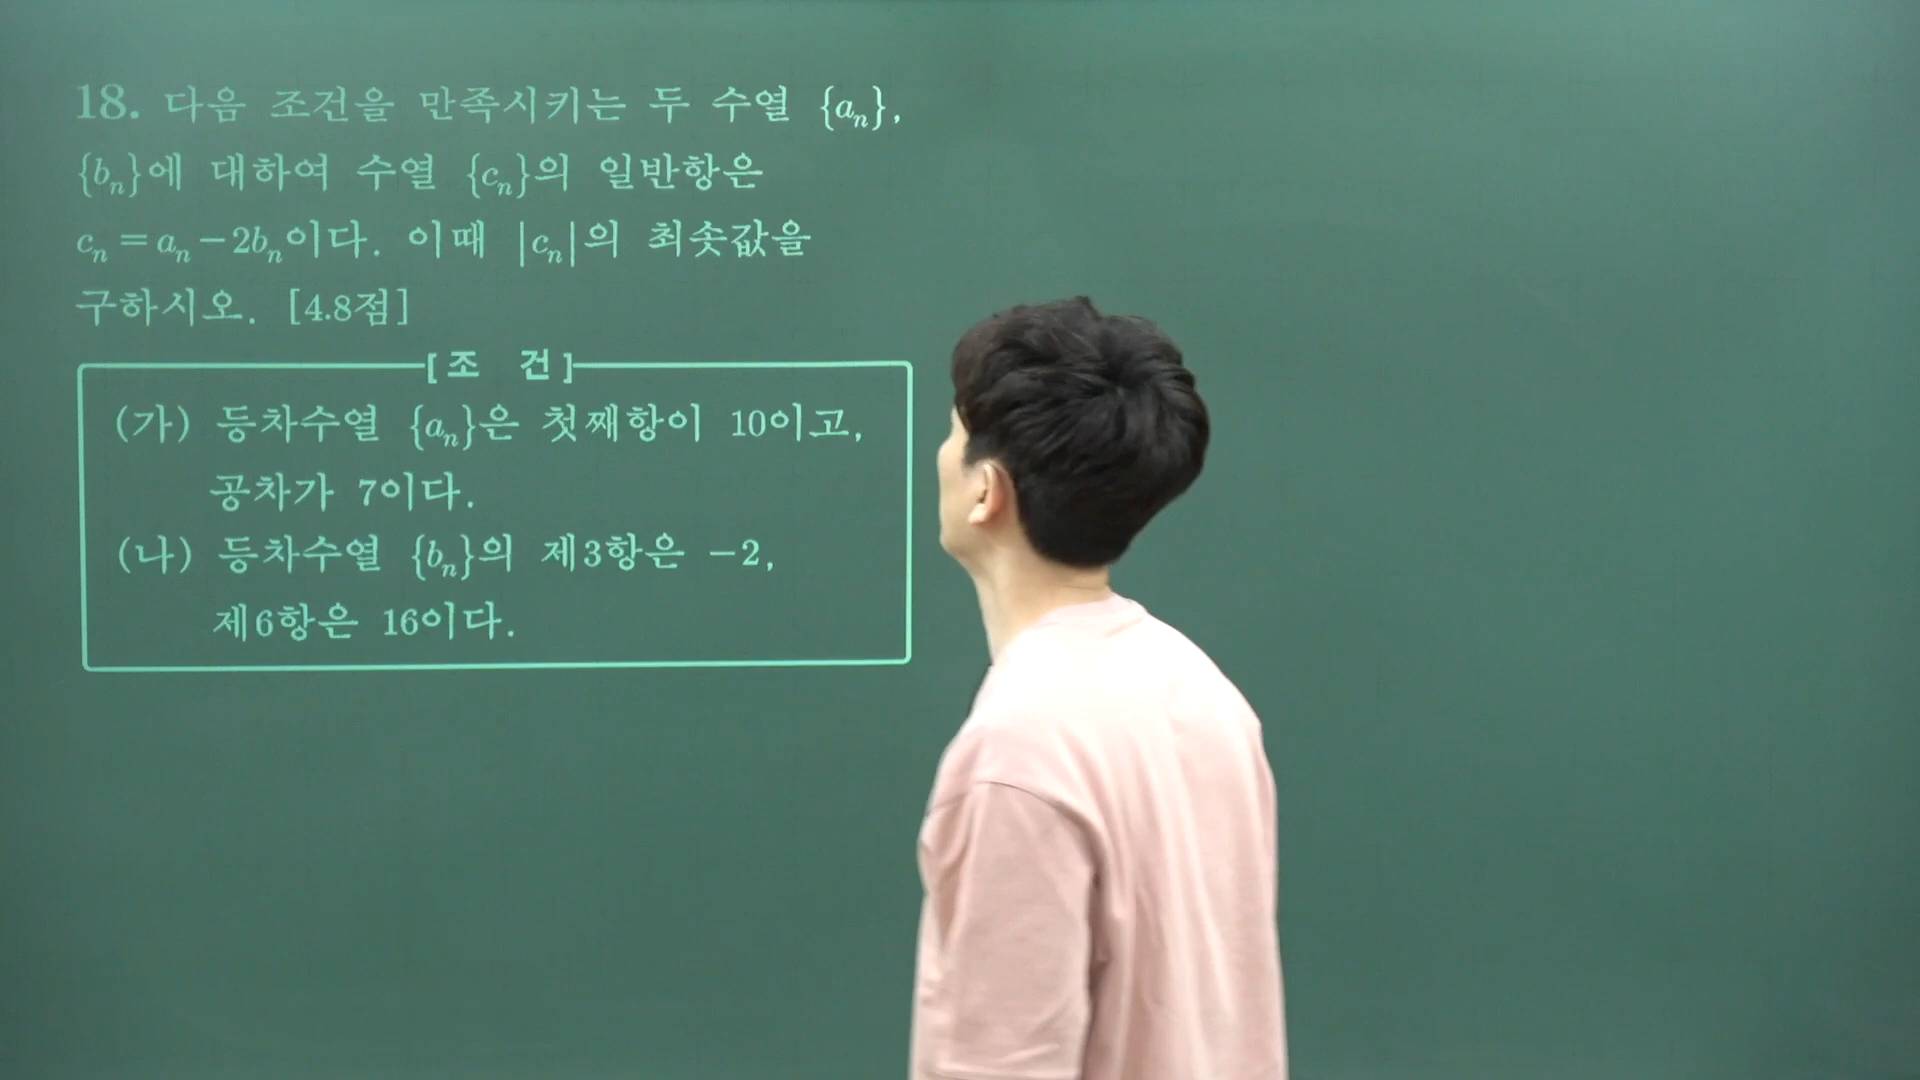 18. 다음 조건을 만족시키는 두 수열 {aₙ},
{bₙ}에 대하여 수열 {cₙ}의 일반항은
cₙ=aₙ−2bₙ이다. 이때 |cₙ|의 최솟값을
구하시오. [4.8점]
[조 건]
(가) 등차수열 {aₙ}은 첫째항이 10이고,
공차가 7이다.
(나) 등차수열 {bₙ}의 제3항은 −2,
제6항은 16이다.